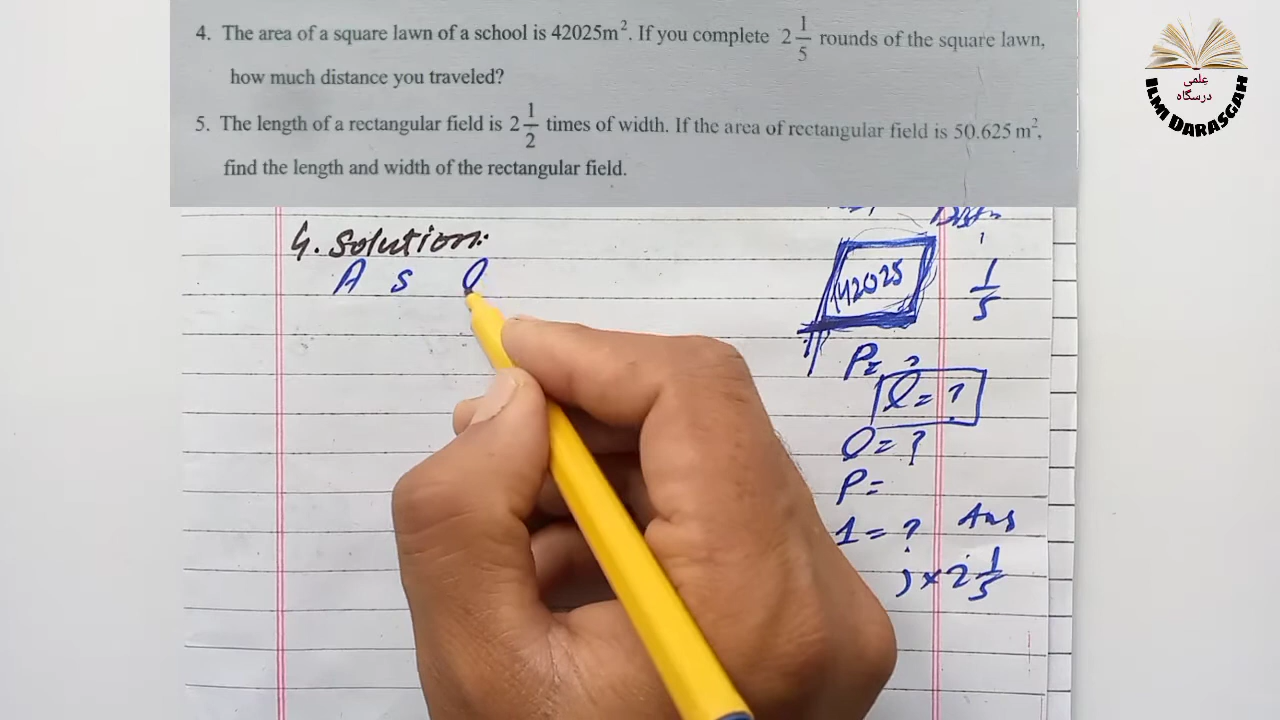 4. The area of a square lawn of a school is 42025m². If you complete 2 1/5 rounds of the square lawn,
how much distance you traveled?
5. The length of a rectangular field is 2 1/2 times of width. If the area of rectangular field is 50.625 m²,
find the length and width of the rectangular field.
علمی
درسگاہ
ILM DARASGAH
4. Solution:
A S
42025
1/5
P= ?
l= ?
P=
1= ?
Ans
× 2 1/5